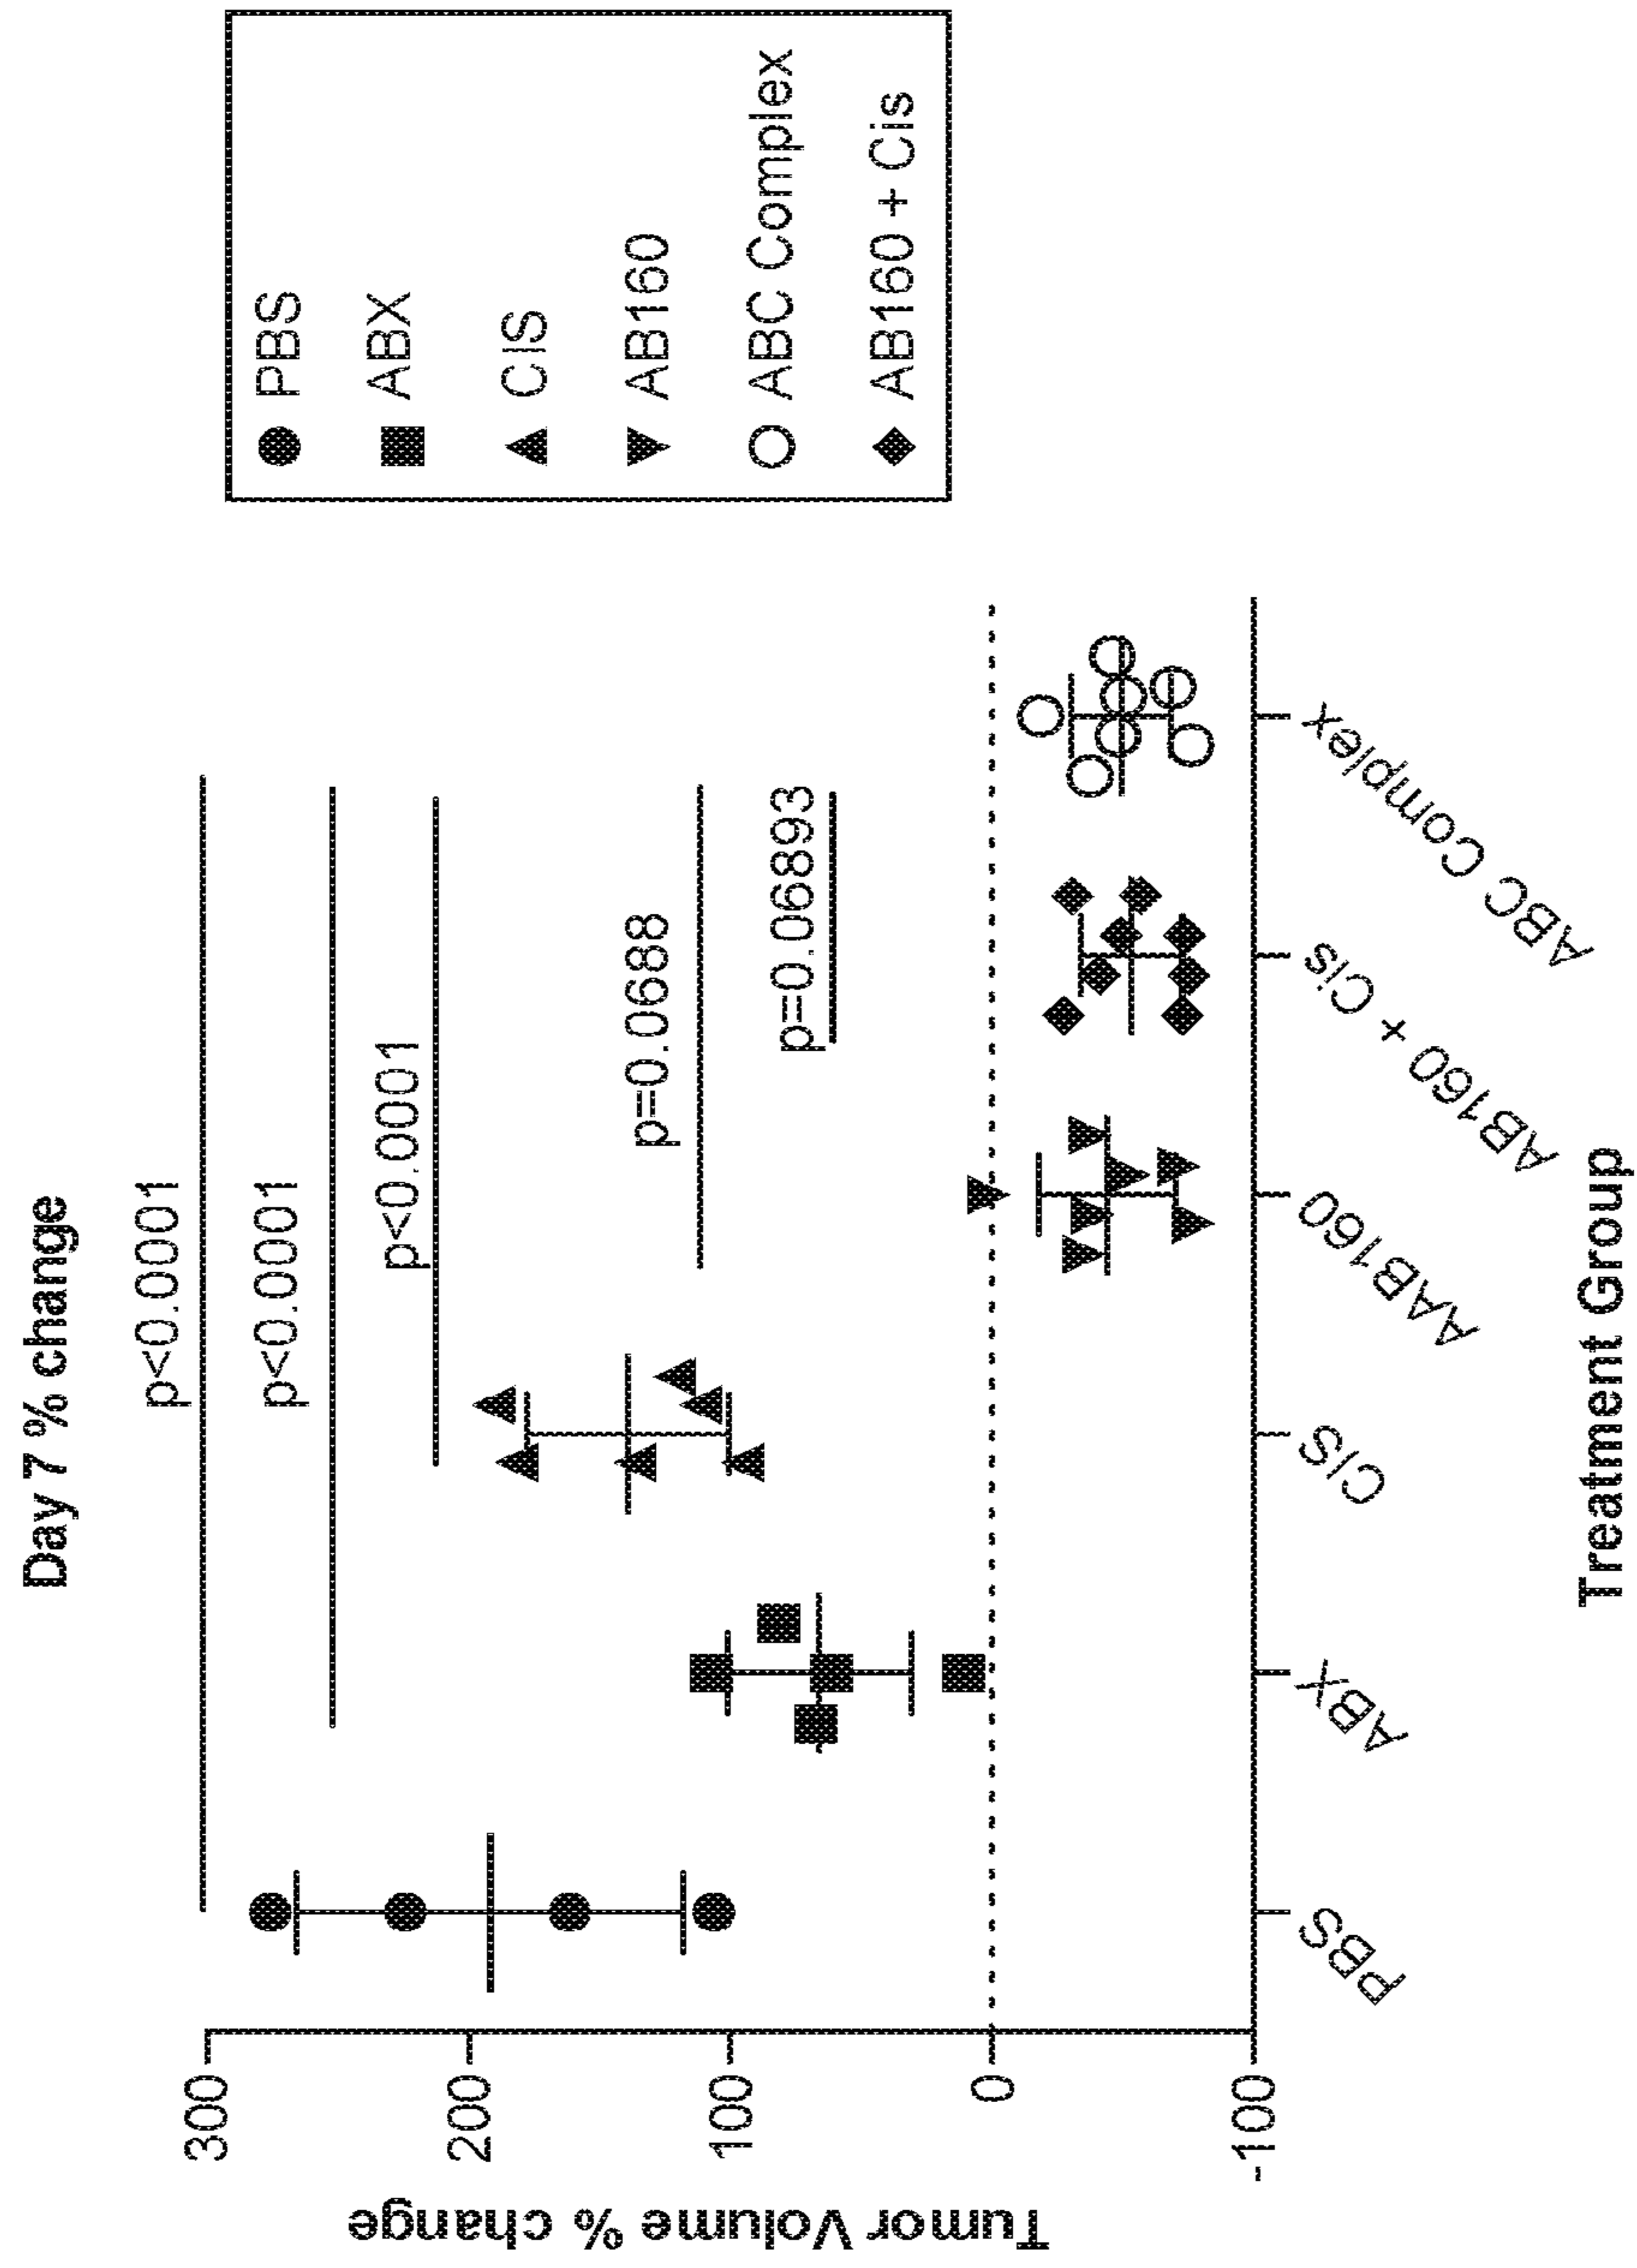 Day 7 % change
p<0.0001
p<0.0001
p<0.0001
p=0.0688
p=0.06893
Tumor Volume % change
300
200
100
0
-100
PBS
ABX
CIS
AAB160
AB160 + Cis
ABC Complex
Treatment Group
PBS
ABX
CIS
AB160
ABC Complex
AB160 + Cis